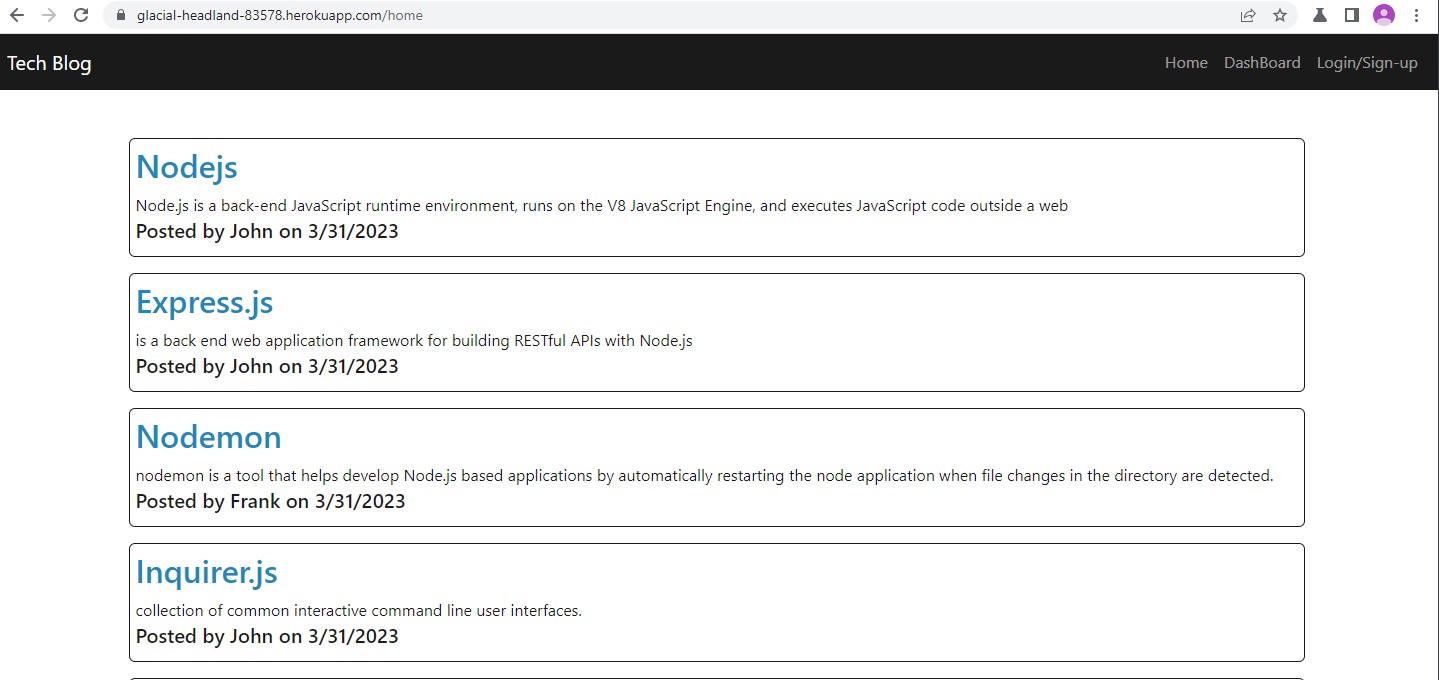 glacial-headland-83578.herokuapp.com/home
Tech Blog Home DashBoard Login/Sign-up
Nodejs
Node.js is a back-end JavaScript runtime environment, runs on the V8 JavaScript Engine, and executes JavaScript code outside a web
Posted by John on 3/31/2023
Express.js
is a back end web application framework for building RESTful APIs with Node.js
Posted by John on 3/31/2023
Nodemon
nodemon is a tool that helps develop Node.js based applications by automatically restarting the node application when file changes in the directory are detected.
Posted by Frank on 3/31/2023
Inquirer.js
collection of common interactive command line user interfaces.
Posted by John on 3/31/2023